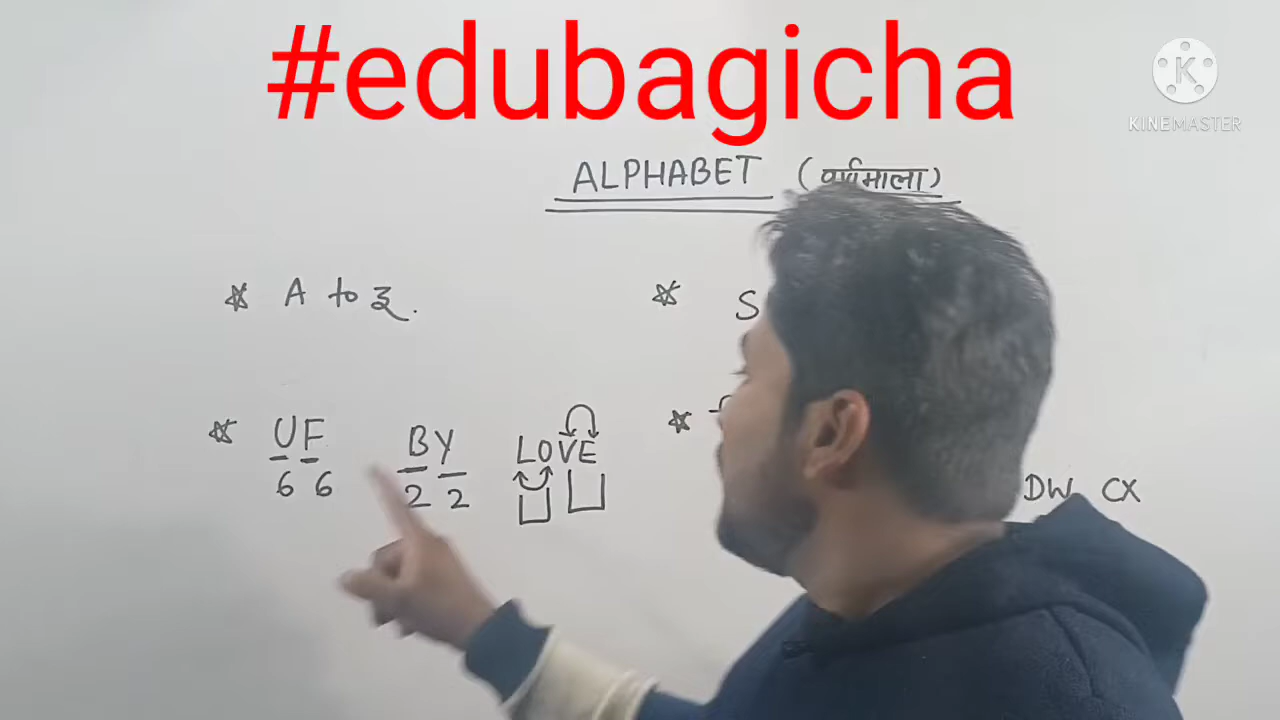 #edubagicha
K
KINEMASTER
ALPHABET (वर्णमाला)
☆ A to Z.
☆ S
☆ UF BY LOVE
6 6 2 2
☆
DW CX